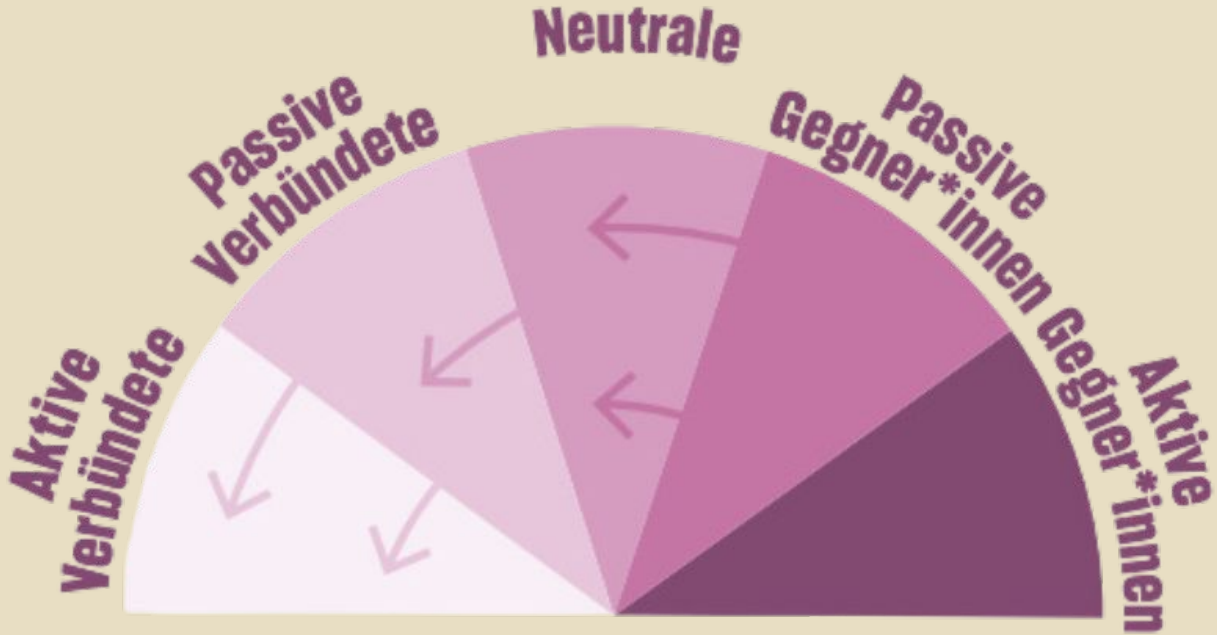 Aktive
Verbündete
Passive
Verbündete
Neutrale
Passive
Gegner*innen
Aktive
Gegner*innen